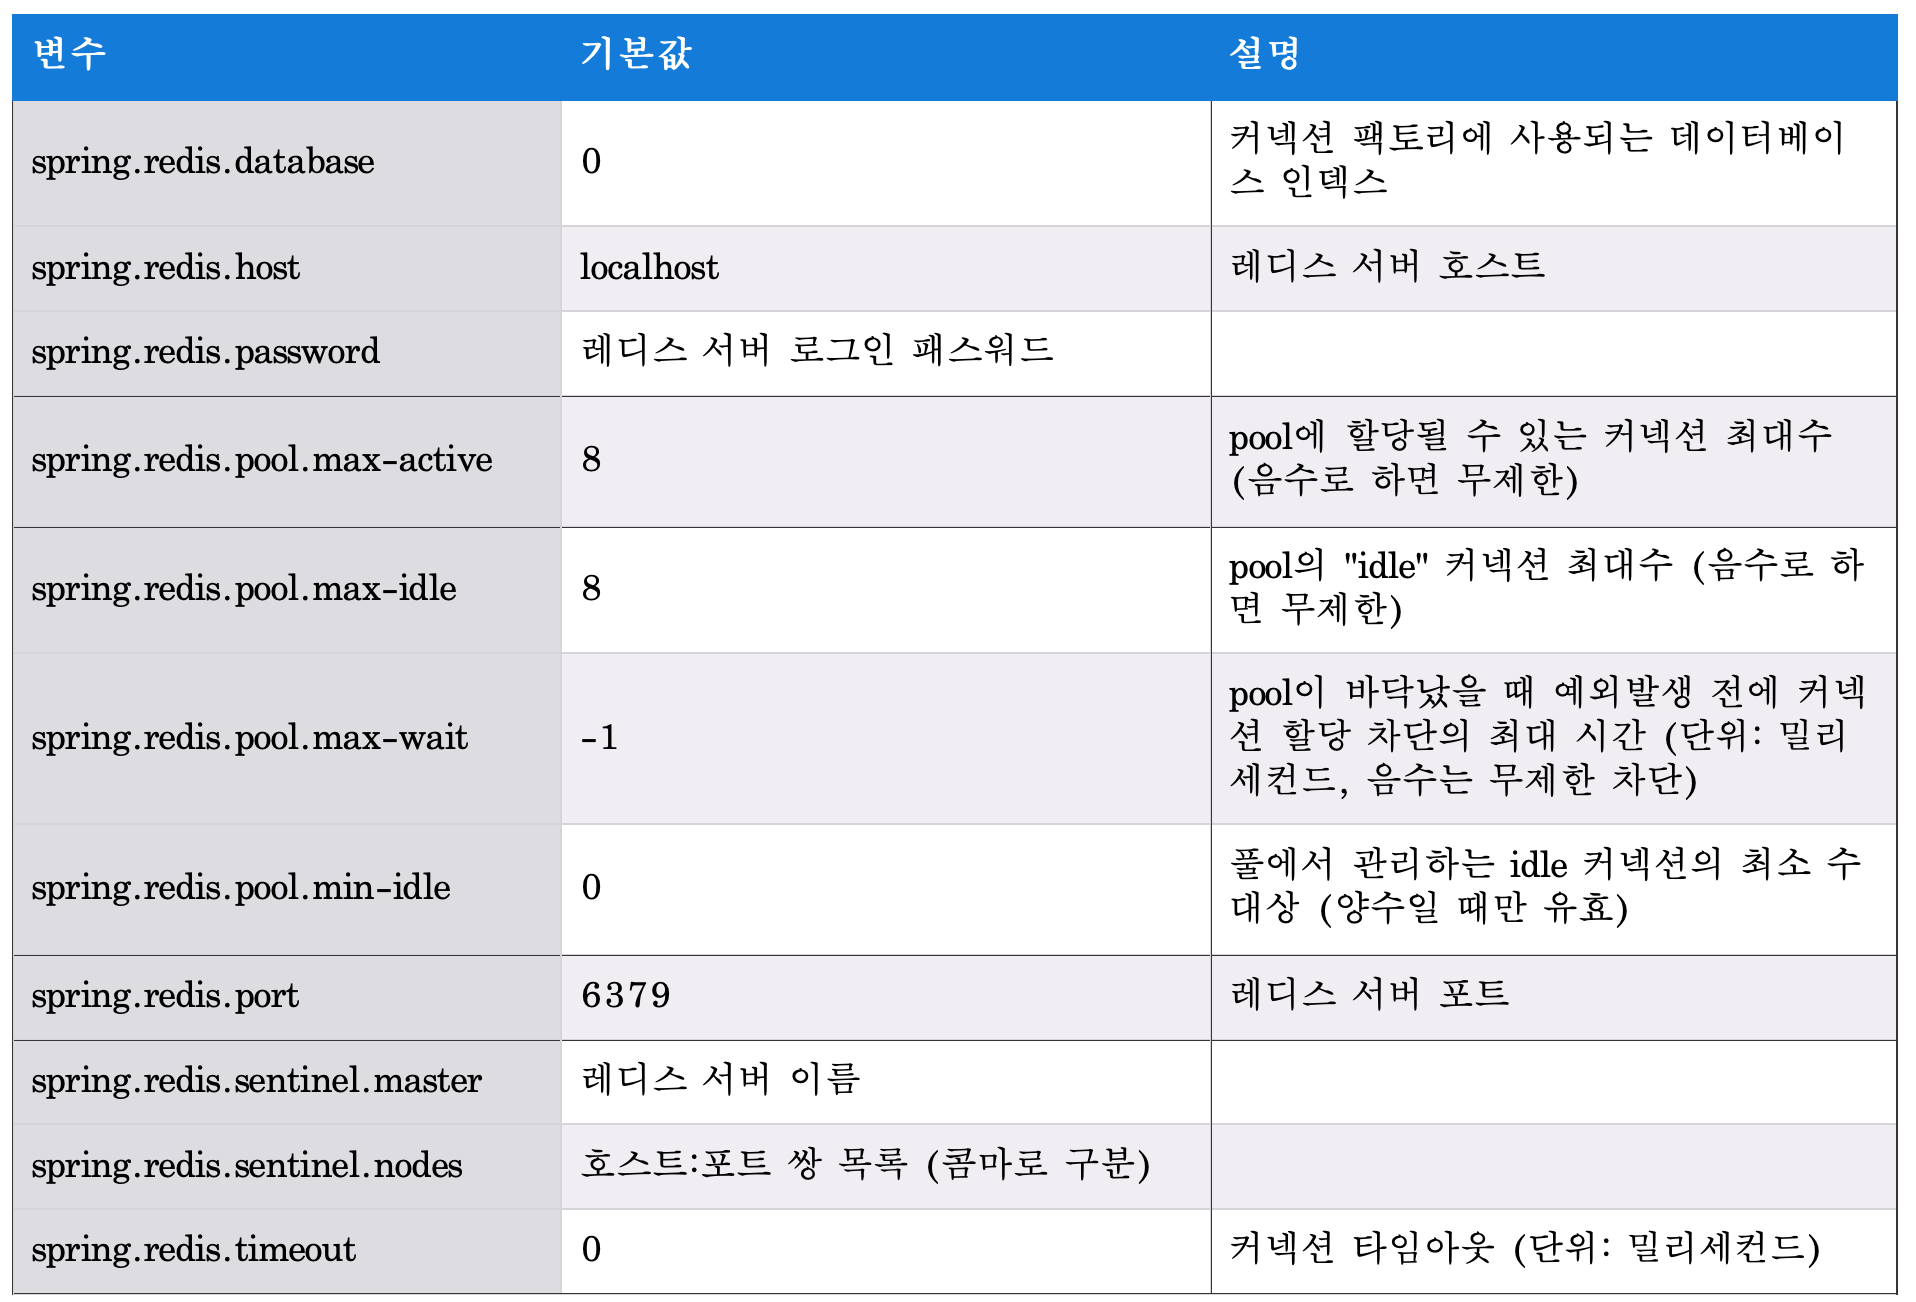 변수 기본값 설명
spring.redis.database 0 커넥션 팩토리에 사용되는 데이터베이
스 인덱스
spring.redis.host localhost 레디스 서버 호스트
spring.redis.password 레디스 서버 로그인 패스워드
spring.redis.pool.max-active 8 pool에 할당될 수 있는 커넥션 최대수
(음수로 하면 무제한)
spring.redis.pool.max-idle 8 pool의 "idle" 커넥션 최대수 (음수로 하
면 무제한)
spring.redis.pool.max-wait -1 pool이 바닥났을 때 예외발생 전에 커넥
션 할당 차단의 최대 시간 (단위: 밀리
세컨드, 음수는 무제한 차단)
spring.redis.pool.min-idle 0 풀에서 관리하는 idle 커넥션의 최소 수
대상 (양수일 때만 유효)
spring.redis.port 6379 레디스 서버 포트
spring.redis.sentinel.master 레디스 서버 이름
spring.redis.sentinel.nodes 호스트:포트 쌍 목록 (콤마로 구분)
spring.redis.timeout 0 커넥션 타임아웃 (단위: 밀리세컨드)